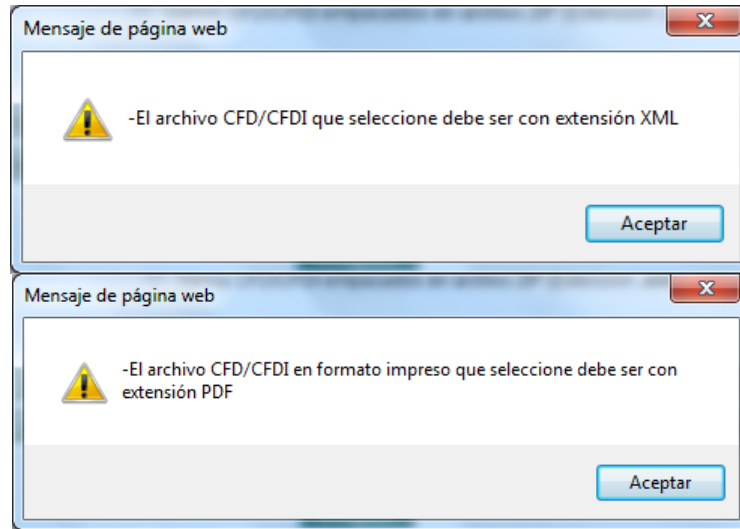 Mensaje de página web
-El archivo CFD/CFDI que seleccione debe ser con extensión XML
Aceptar
Mensaje de página web
-El archivo CFD/CFDI en formato impreso que seleccione debe ser con
extensión PDF
Aceptar